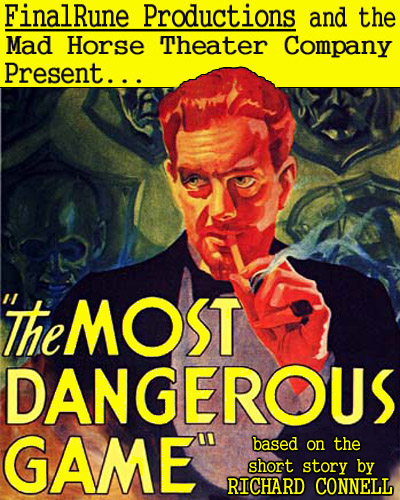 FinalRune Productions and the
Mad Horse Theater Company
Present...
"The MOST
DANGEROUS
GAME"
based on the
short story by
RICHARD CONNELL